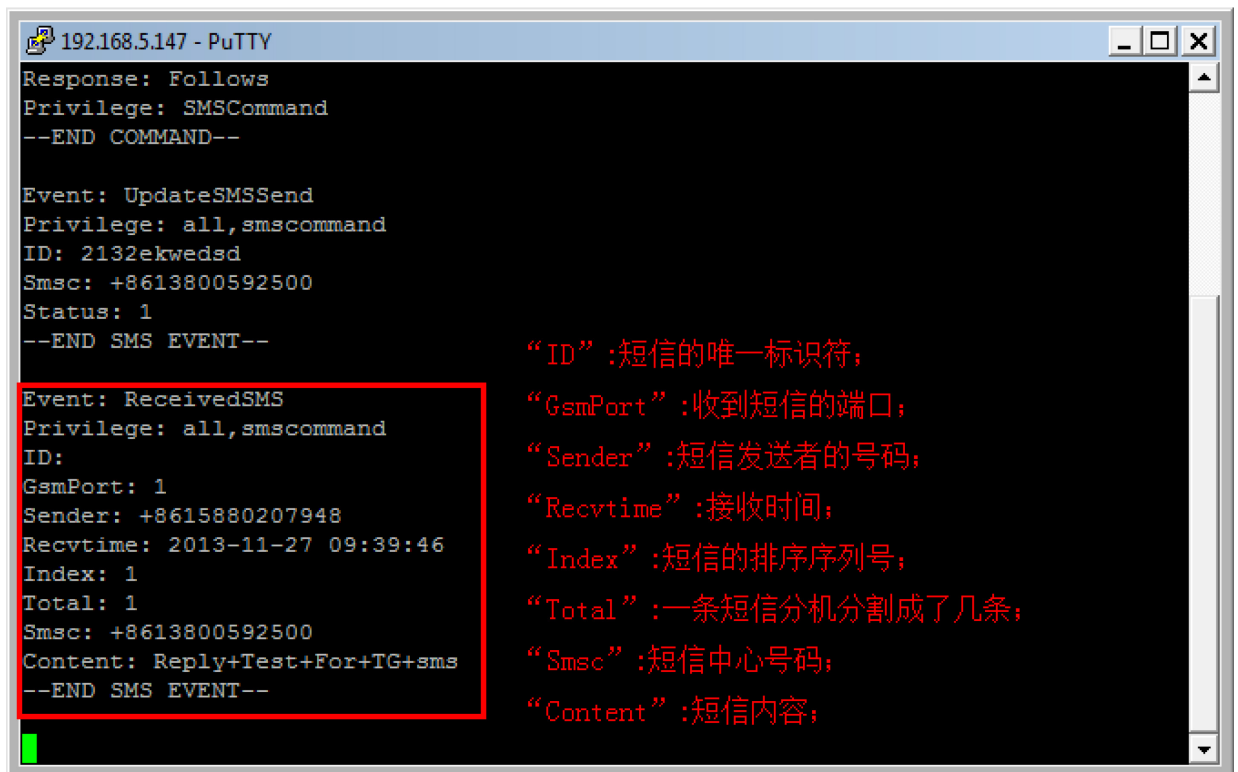 192.168.5.147 - PuTTY
Response: Follows
Privilege: SMSCommand
--END COMMAND--
Event: UpdateSMSSend
Privilege: all,smscommand
ID: 2132ekwedsd
Smsc: +8613800592500
Status: 1
--END SMS EVENT--
Event: ReceivedSMS
Privilege: all,smscommand
ID:
GsmPort: 1
Sender: +8615880207948
Recvtime: 2013-11-27 09:39:46
Index: 1
Total: 1
Smsc: +8613800592500
Content: Reply+Test+For+TG+sms
--END SMS EVENT--
“ID”:短信的唯一标识符；
“GsmPort”:收到短信的端口；
“Sender”:短信发送者的号码；
“Recvtime”:接收时间；
“Index”:短信的排序序列号；
“Total”:一条短信分机分割成了几条；
“Smsc”:短信中心号码；
“Content”:短信内容；